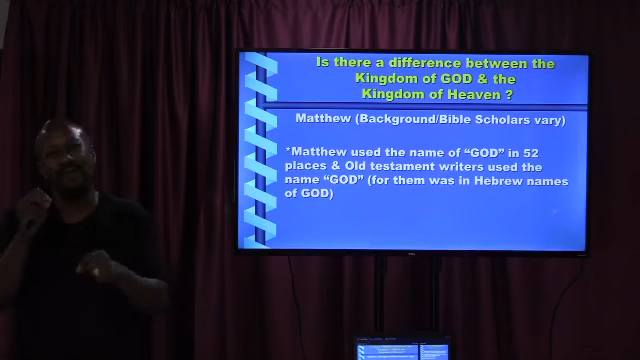 Is there a difference between the
Kingdom of GOD & the
Kingdom of Heaven ?
Matthew (Background/Bible Scholars vary)
*Matthew used the name of “GOD” in 52
places & Old testament writers used the
name “GOD” (for them was in Hebrew names
of GOD)